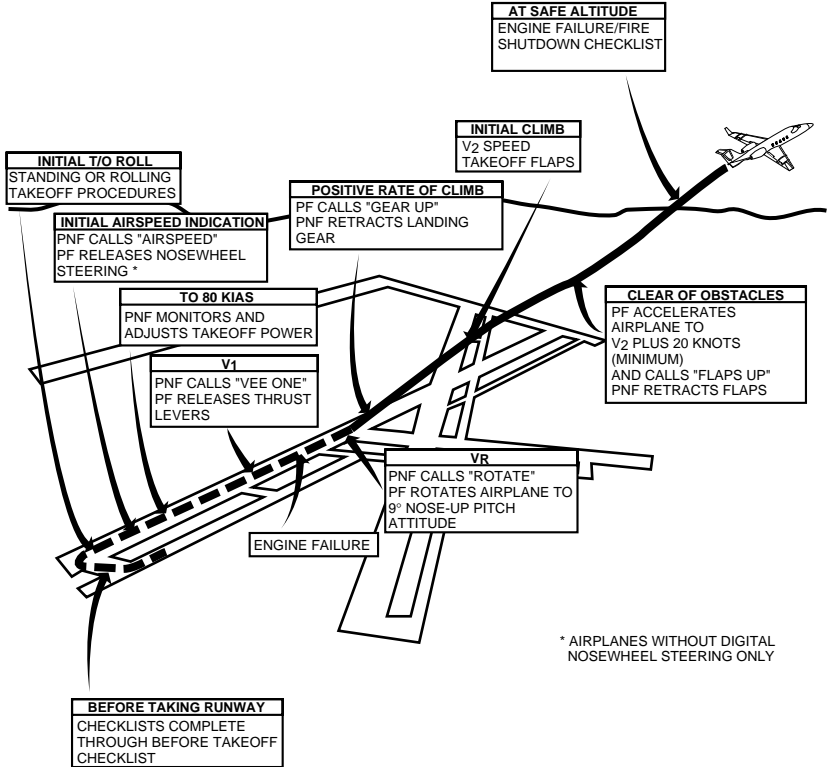 AT SAFE ALTITUDE
ENGINE FAILURE/FIRE
SHUTDOWN CHECKLIST
INITIAL CLIMB
V2 SPEED
TAKEOFF FLAPS
INITIAL T/O ROLL
STANDING OR ROLLING
TAKEOFF PROCEDURES
POSITIVE RATE OF CLIMB
PF CALLS "GEAR UP"
PNF RETRACTS LANDING
GEAR
INITIAL AIRSPEED INDICATION
PNF CALLS "AIRSPEED"
PF RELEASES NOSEWHEEL
STEERING *
TO 80 KIAS
PNF MONITORS AND
ADJUSTS TAKEOFF POWER
CLEAR OF OBSTACLES
PF ACCELERATES
AIRPLANE TO
V2 PLUS 20 KNOTS
(MINIMUM)
AND CALLS "FLAPS UP"
PNF RETRACTS FLAPS
V1
PNF CALLS "VEE ONE"
PF RELEASES THRUST
LEVERS
VR
PNF CALLS "ROTATE"
PF ROTATES AIRPLANE TO
9° NOSE-UP PITCH
ATTITUDE
ENGINE FAILURE
* AIRPLANES WITHOUT DIGITAL
NOSEWHEEL STEERING ONLY
BEFORE TAKING RUNWAY
CHECKLISTS COMPLETE
THROUGH BEFORE TAKEOFF
CHECKLIST